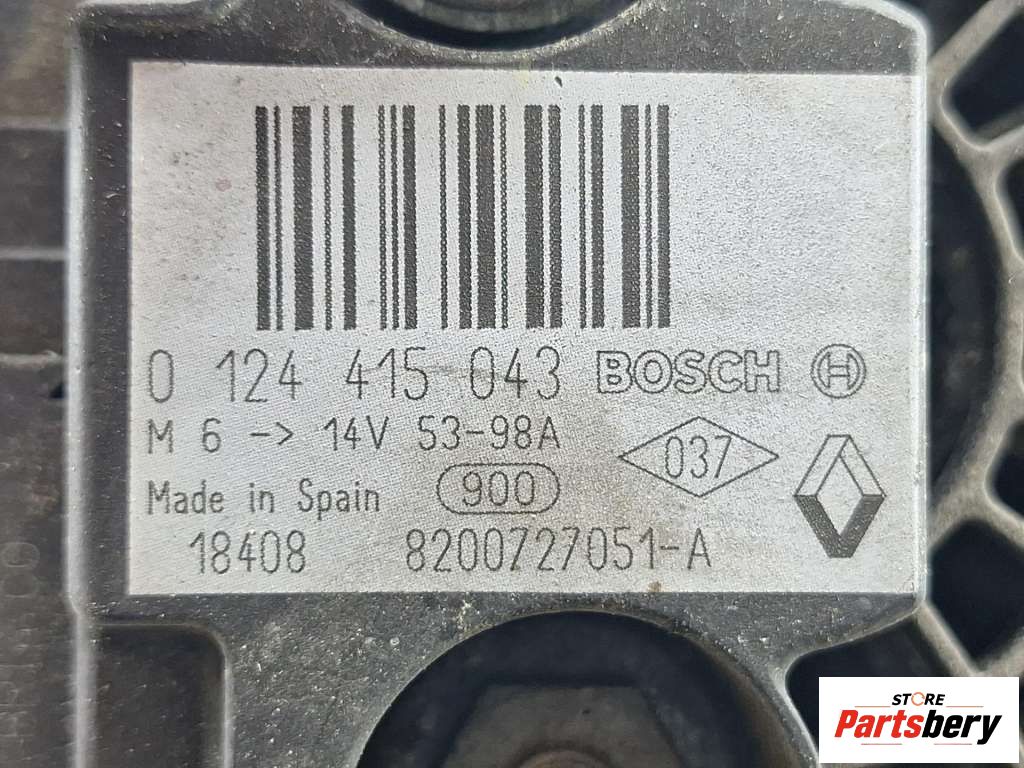 0 124 415 043 BOSCH
M 6 -> 14V 53-98A
037
Made in Spain 900
18408 8200727051-A
STORE
Partsbery